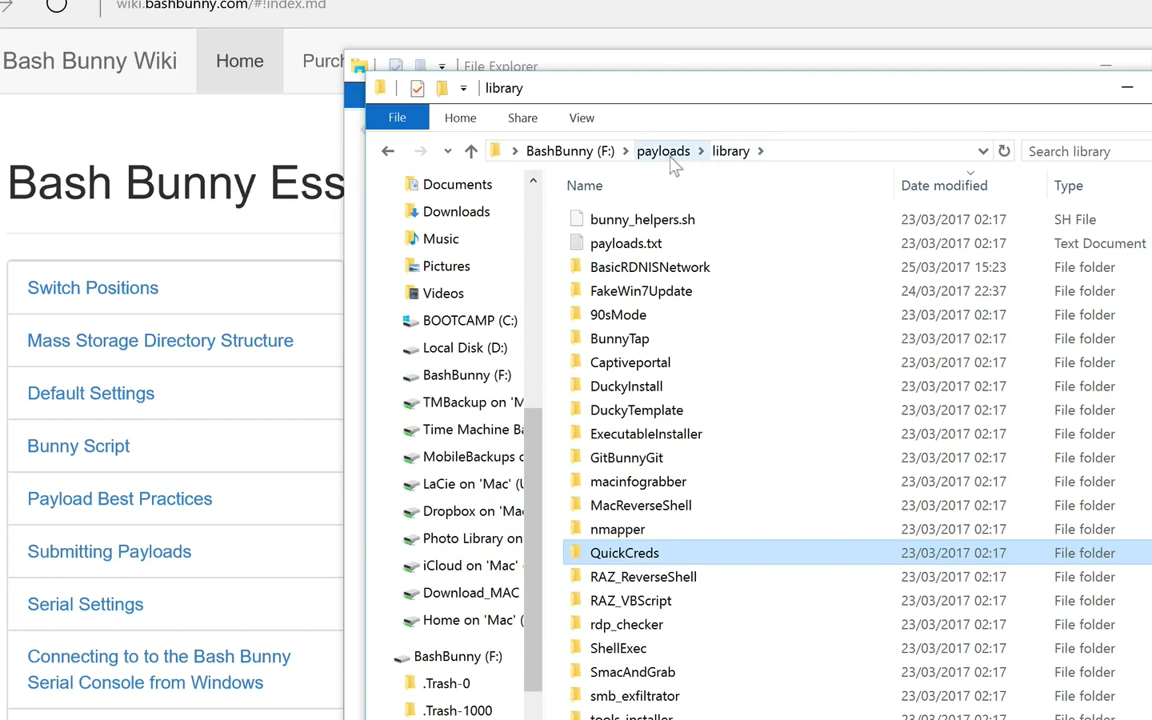 wiki.bashbunny.com/#!index.md
Bash Bunny Wiki
Home
Purch
Bash Bunny Ess
Switch Positions
Mass Storage Directory Structure
Default Settings
Bunny Script
Payload Best Practices
Submitting Payloads
Serial Settings
Connecting to to the Bash Bunny
Serial Console from Windows
File Explorer
library
File Home Share View
BashBunny (F:) payloads library
Search library
Documents
Downloads
Music
Pictures
Videos
BOOTCAMP (C:)
Local Disk (D:)
BashBunny (F:)
TMBackup on 'M
Time Machine Ba
MobileBackups o
LaCie on 'Mac' (
Dropbox on 'Mac
Photo Library on
iCloud on 'Mac'
Download_MAC
Home on 'Mac' (
BashBunny (F:)
.Trash-0
.Trash-1000
Name Date modified Type
bunny_helpers.sh 23/03/2017 02:17 SH File
payloads.txt 23/03/2017 02:17 Text Document
BasicRDNISNetwork 25/03/2017 15:23 File folder
FakeWin7Update 24/03/2017 22:37 File folder
90sMode 23/03/2017 02:17 File folder
BunnyTap 23/03/2017 02:17 File folder
Captiveportal 23/03/2017 02:17 File folder
DuckyInstall 23/03/2017 02:17 File folder
DuckyTemplate 23/03/2017 02:17 File folder
ExecutableInstaller 23/03/2017 02:17 File folder
GitBunnyGit 23/03/2017 02:17 File folder
macinfograbber 23/03/2017 02:17 File folder
MacReverseShell 23/03/2017 02:17 File folder
nmapper 23/03/2017 02:17 File folder
QuickCreds 23/03/2017 02:17 File folder
RAZ_ReverseShell 23/03/2017 02:17 File folder
RAZ_VBScript 23/03/2017 02:17 File folder
rdp_checker 23/03/2017 02:17 File folder
ShellExec 23/03/2017 02:17 File folder
SmacAndGrab 23/03/2017 02:17 File folder
smb_exfiltrator 23/03/2017 02:17 File folder
tools_installer 23/03/2017 02:17 File folder